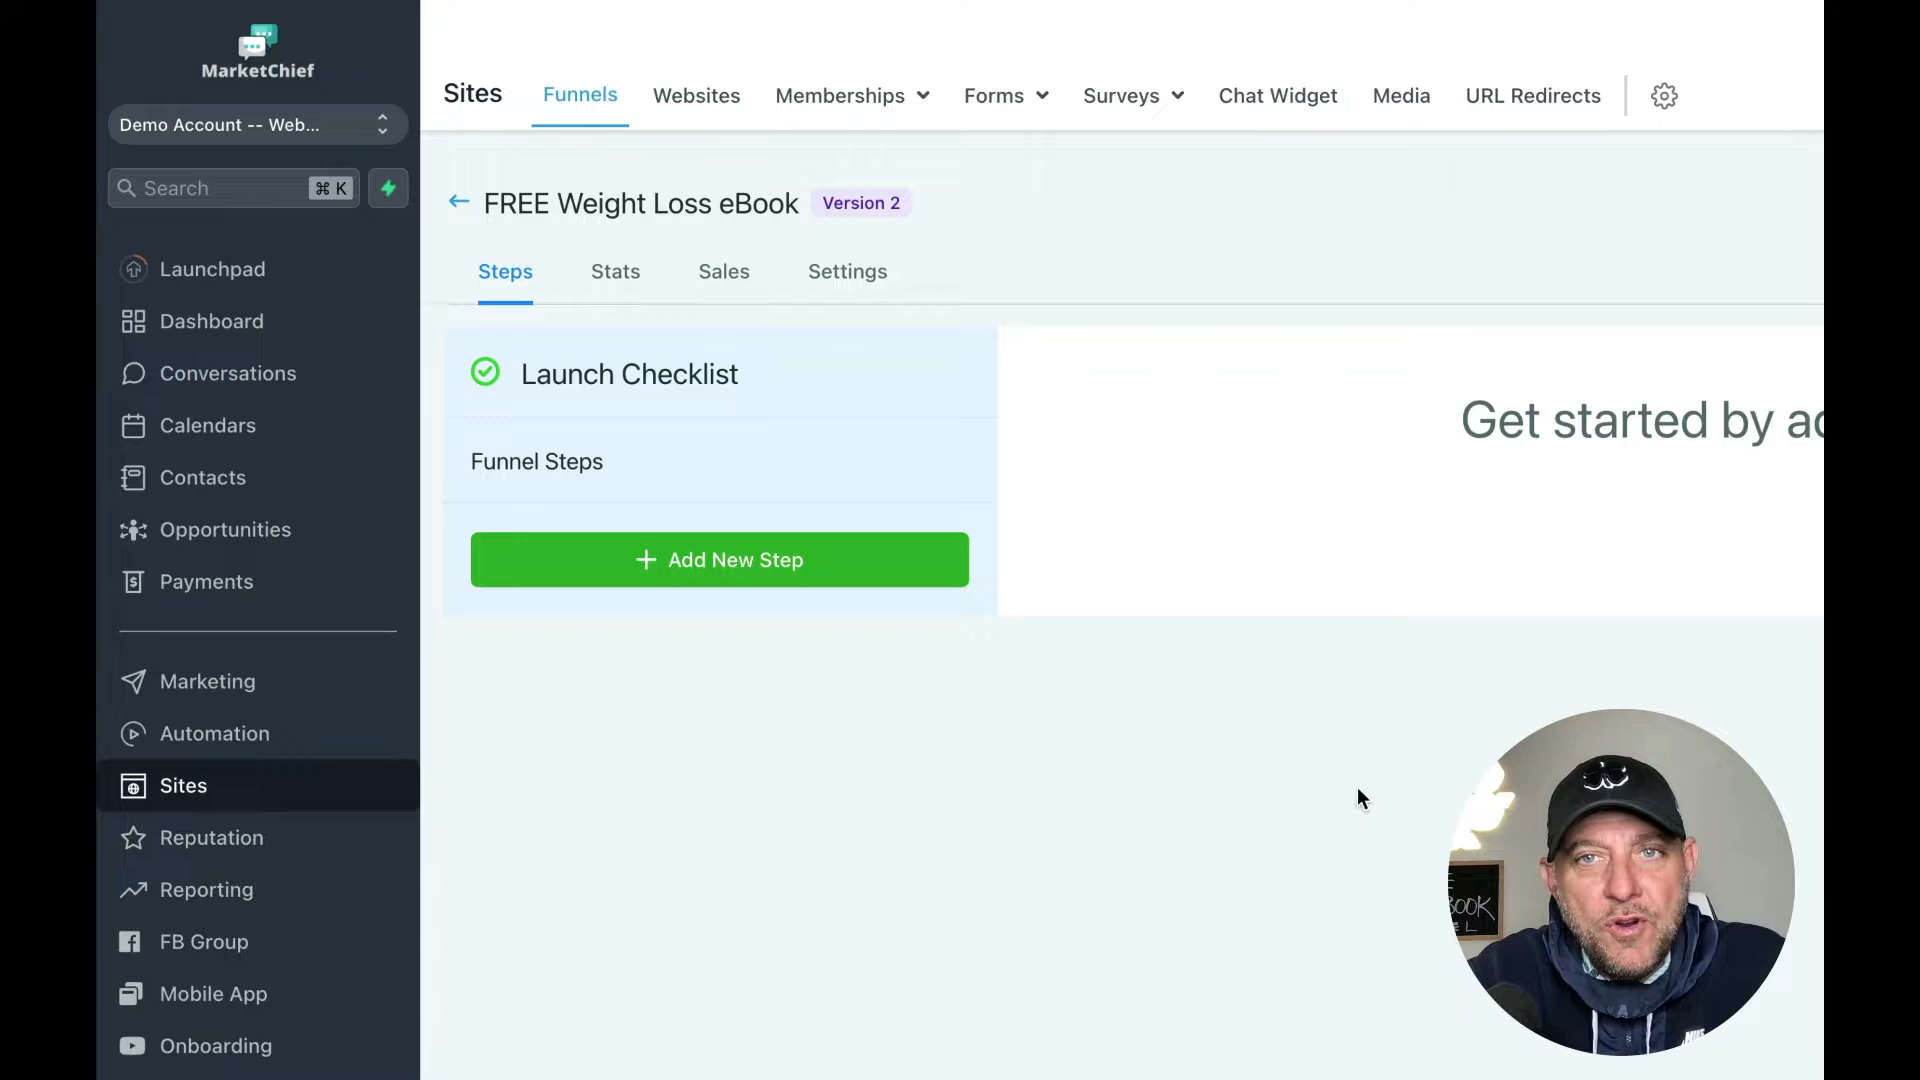 MarketChief
Demo Account -- Web...
Search ⌘ K
Launchpad
Dashboard
Conversations
Calendars
Contacts
Opportunities
Payments
Marketing
Automation
Sites
Reputation
Reporting
FB Group
Mobile App
Onboarding
Sites Funnels Websites Memberships Forms Surveys Chat Widget Media URL Redirects
← FREE Weight Loss eBook Version 2
Steps Stats Sales Settings
Launch Checklist
Funnel Steps
+ Add New Step
Get started by